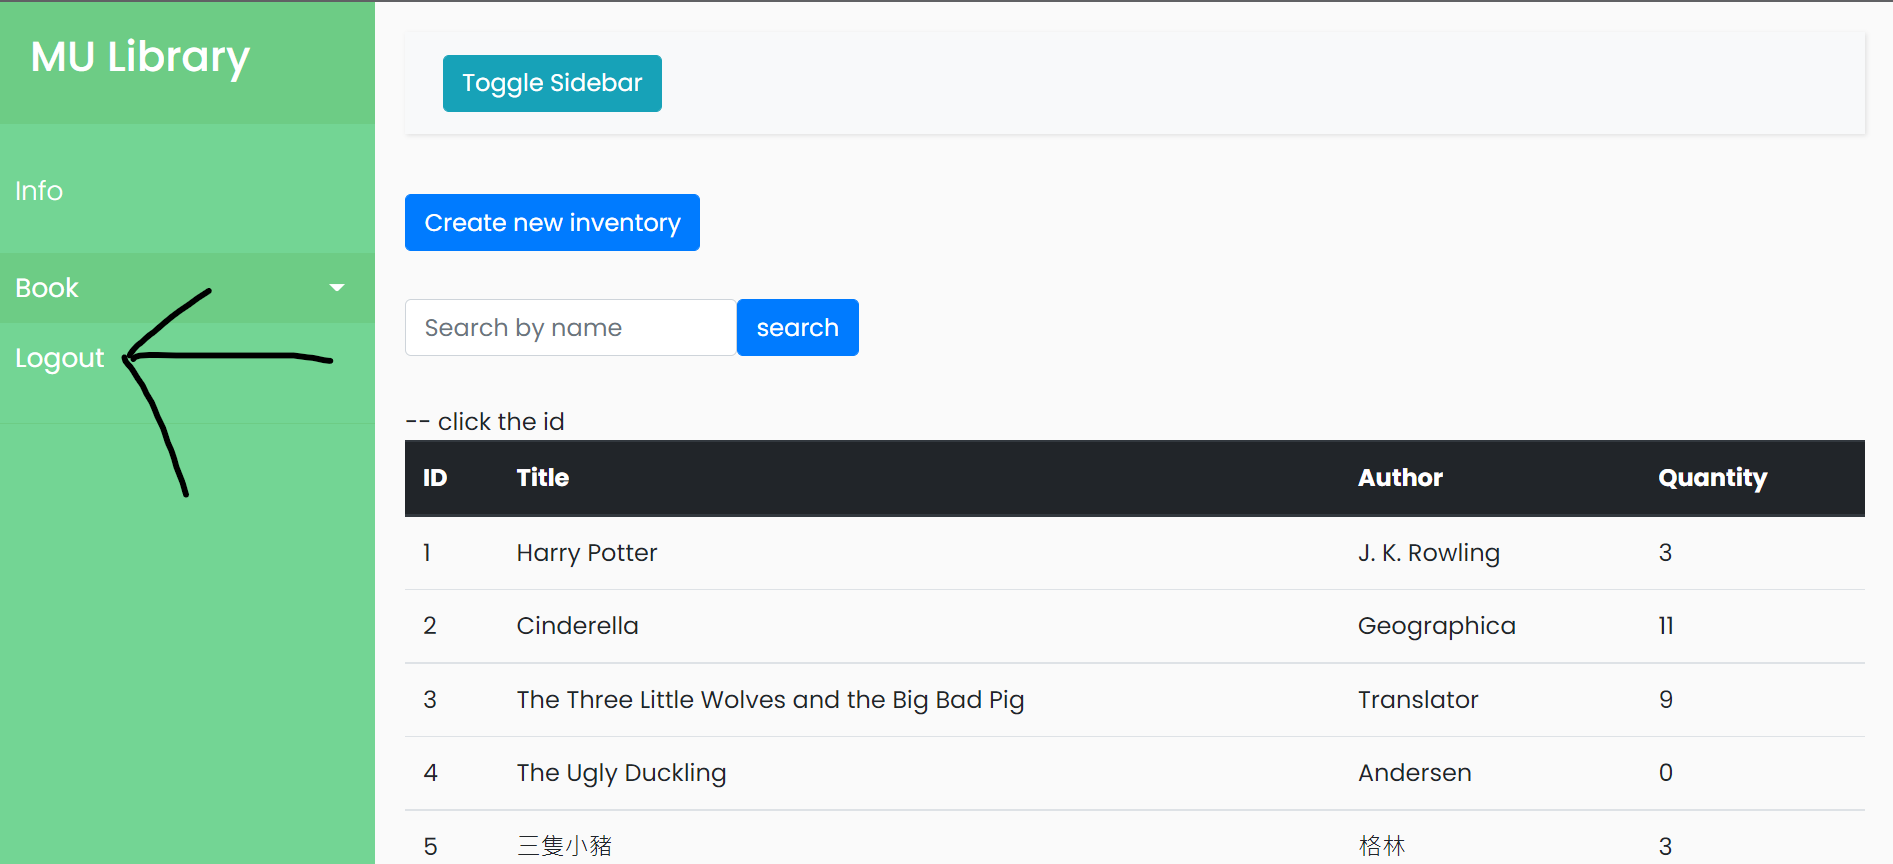 MU Library
Toggle Sidebar
Info
Create new inventory
Book
Search by name search
Logout
-- click the id
ID Title Author Quantity
1 Harry Potter J. K. Rowling 3
2 Cinderella Geographica 11
3 The Three Little Wolves and the Big Bad Pig Translator 9
4 The Ugly Duckling Andersen 0
5 三隻小豬 格林 3